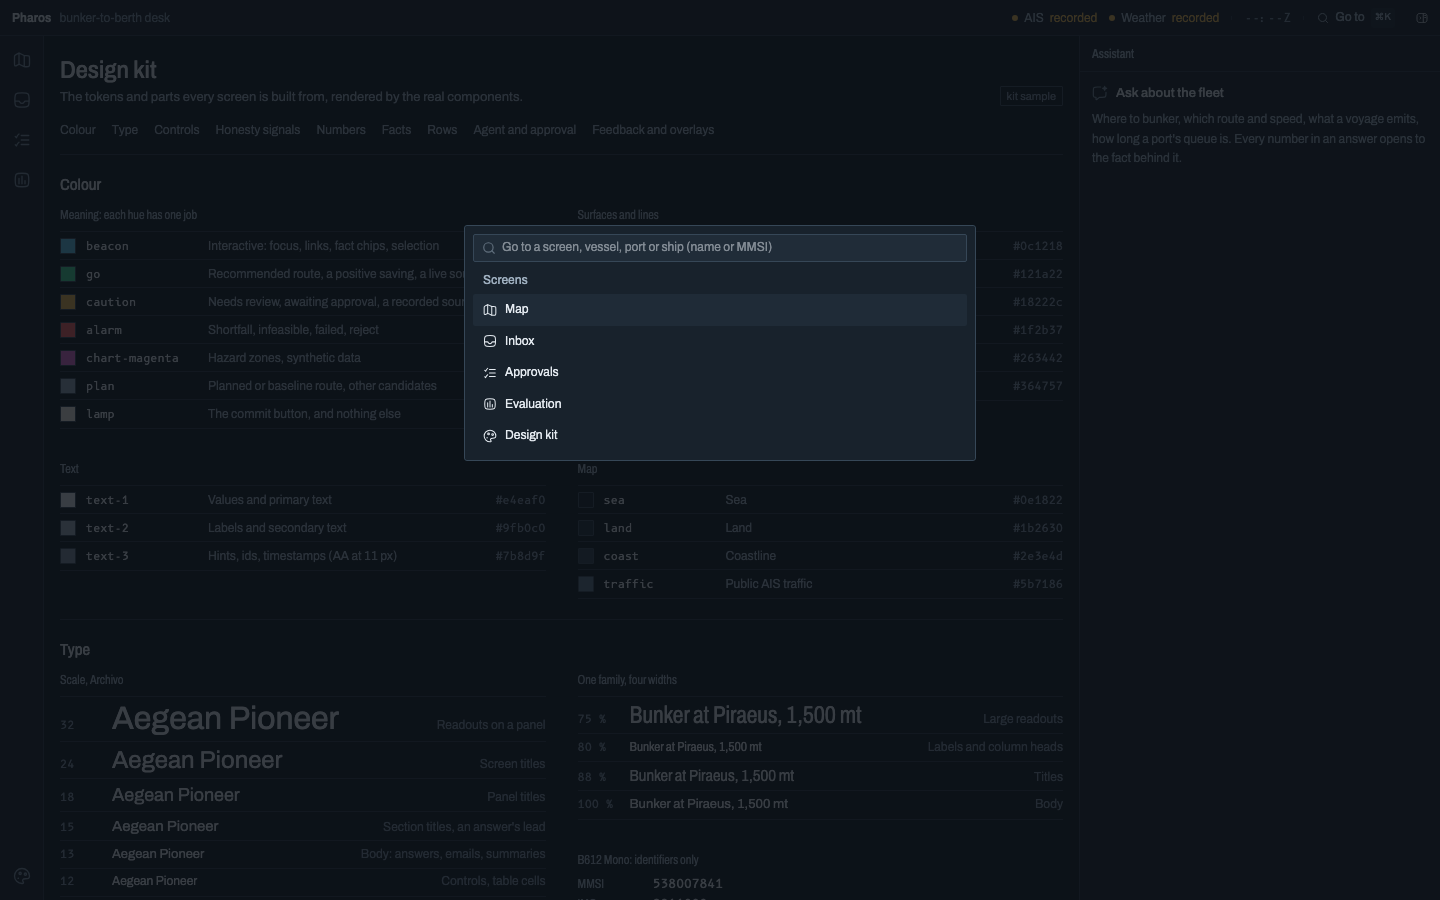 Pharos bunker-to-berth desk AIS recorded Weather recorded --:--Z Go to ⌘K
Assistant
Design kit
The tokens and parts every screen is built from, rendered by the real components. kit sample
Colour Type Controls Honesty signals Numbers Facts Rows Agent and approval Feedback and overlays
Ask about the fleet
Where to bunker, which route and speed, what a voyage emits,
how long a port's queue is. Every number in an answer opens to
the fact behind it.
Colour
Meaning: each hue has one job
beacon Interactive: focus, links, fact chips, selection
go Recommended route, a positive saving, a live sou
caution Needs review, awaiting approval, a recorded sour
alarm Shortfall, infeasible, failed, reject
chart-magenta Hazard zones, synthetic data
plan Planned or baseline route, other candidates
lamp The commit button, and nothing else
Surfaces and lines
#0c1218
#121a22
#18222c
#1f2b37
#263442
#364757
Go to a screen, vessel, port or ship (name or MMSI)
Screens
Map
Inbox
Approvals
Evaluation
Design kit
Text
text-1 Values and primary text #e4eaf0
text-2 Labels and secondary text #9fb0c0
text-3 Hints, ids, timestamps (AA at 11 px) #7b8d9f
Map
sea Sea #0e1822
land Land #1b2630
coast Coastline #2e3e4d
traffic Public AIS traffic #5b7186
Type
Scale, Archivo
32 Aegean Pioneer Readouts on a panel
24 Aegean Pioneer Screen titles
18 Aegean Pioneer Panel titles
15 Aegean Pioneer Section titles, an answer's lead
13 Aegean Pioneer Body: answers, emails, summaries
12 Aegean Pioneer Controls, table cells
One family, four widths
75 % Bunker at Piraeus, 1,500 mt Large readouts
80 % Bunker at Piraeus, 1,500 mt Labels and column heads
88 % Bunker at Piraeus, 1,500 mt Titles
100 % Bunker at Piraeus, 1,500 mt Body
B612 Mono: identifiers only
MMSI 538007841